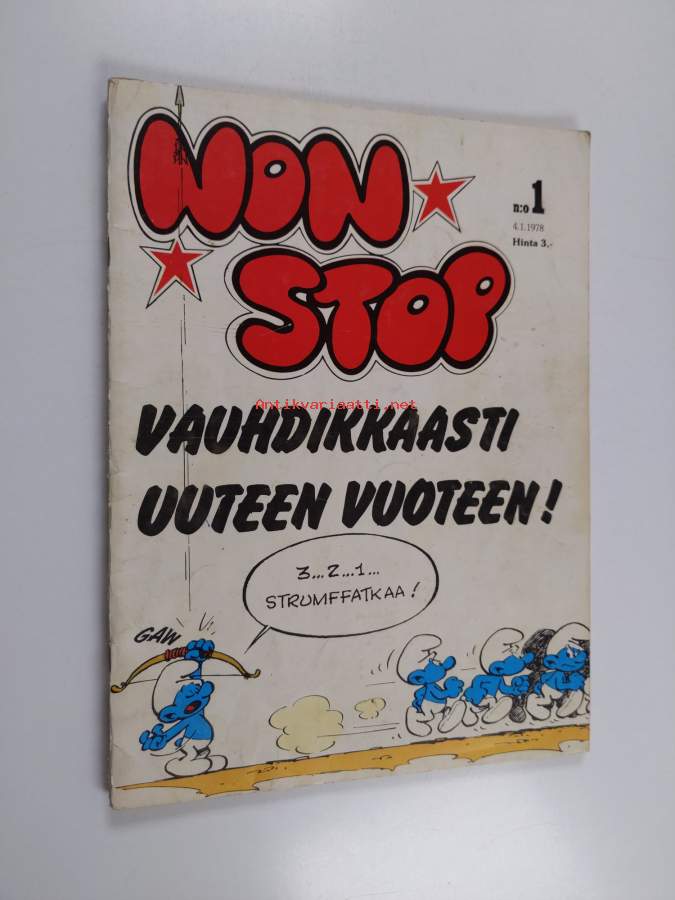 NON
STOP
n:o 1
4.1.1978
Hinta 3,-
Antikvariaatti.net
VAUHDIKKAASTI
UUTEEN VUOTEEN!
3...2...1...
STRUMFFATKAA!
GAW